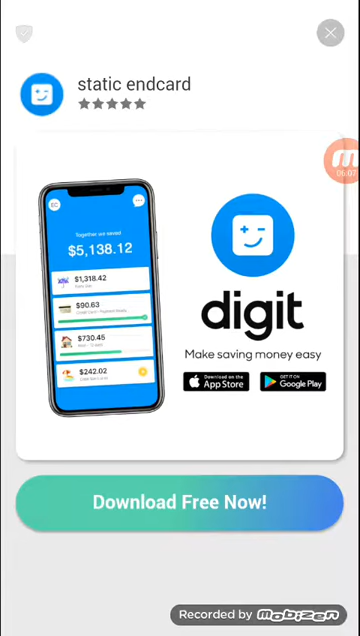 static endcard
06:07
Together we saved
$5,138.12
$1,318.42
$90.63
$730.45
$242.02
digit
Make saving money easy
Download on the
App Store
GET IT ON
Google Play
Download Free Now!
Recorded by mobizen